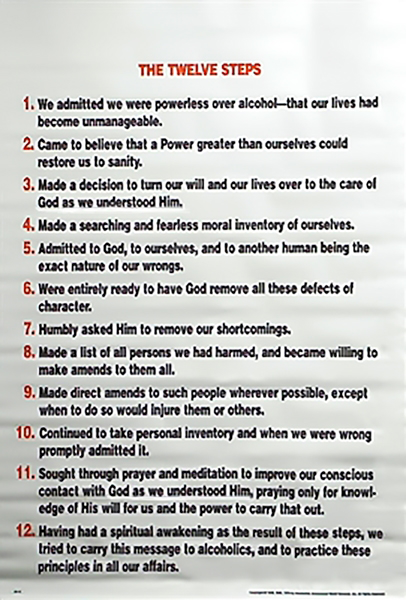 THE TWELVE STEPS
1. We admitted we were powerless over alcohol—that our lives had
become unmanageable.
2. Came to believe that a Power greater than ourselves could
restore us to sanity.
3. Made a decision to turn our will and our lives over to the care of
God as we understood Him.
4. Made a searching and fearless moral inventory of ourselves.
5. Admitted to God, to ourselves, and to another human being the
exact nature of our wrongs.
6. Were entirely ready to have God remove all these defects of
character.
7. Humbly asked Him to remove our shortcomings.
8. Made a list of all persons we had harmed, and became willing to
make amends to them all.
9. Made direct amends to such people wherever possible, except
when to do so would injure them or others.
10. Continued to take personal inventory and when we were wrong
promptly admitted it.
11. Sought through prayer and meditation to improve our conscious
contact with God as we understood Him, praying only for knowl-
edge of His will for us and the power to carry that out.
12. Having had a spiritual awakening as the result of these steps, we
tried to carry this message to alcoholics, and to practice these
principles in all our affairs.